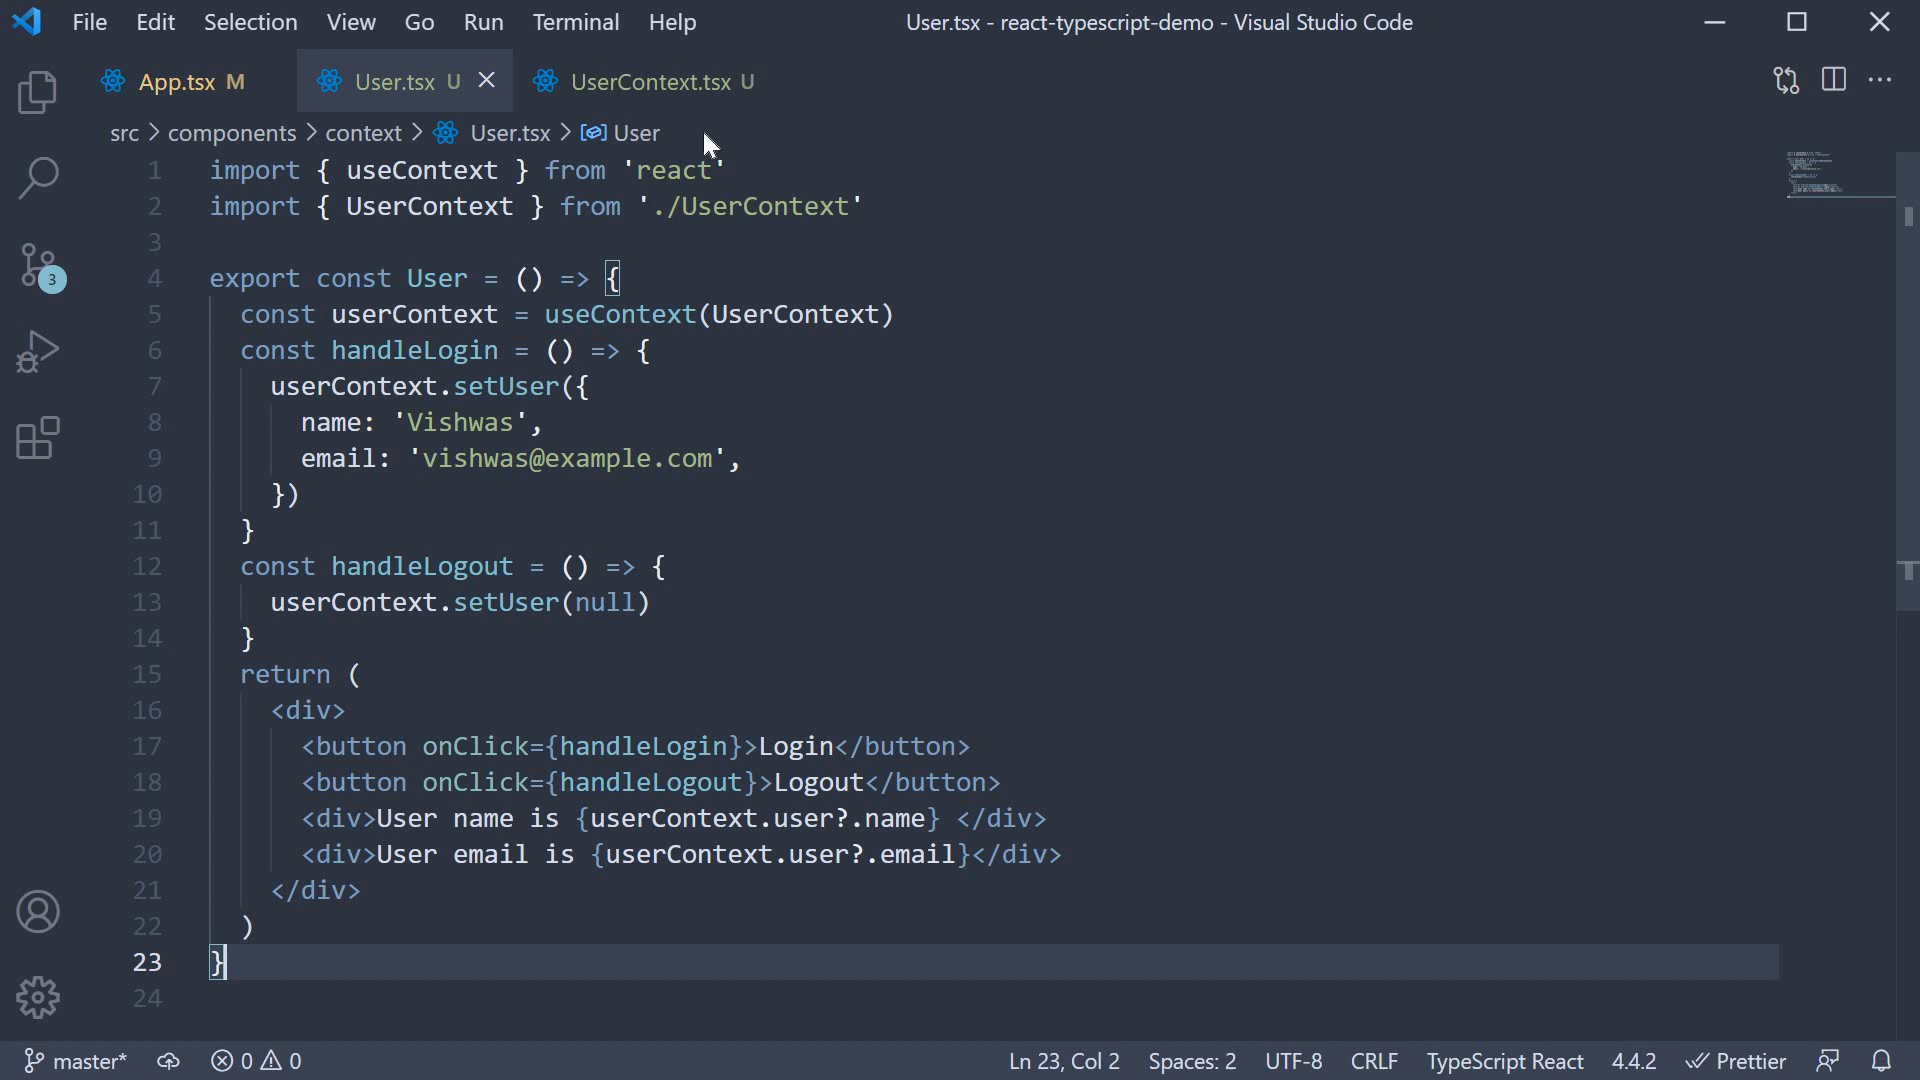 File Edit Selection View Go Run Terminal Help User.tsx - react-typescript-demo - Visual Studio Code
App.tsx M User.tsx U UserContext.tsx U
src > components > context > User.tsx > User
1 import { useContext } from 'react'
2 import { UserContext } from './UserContext'
3
4 export const User = () => {
5 const userContext = useContext(UserContext)
6 const handleLogin = () => {
7 userContext.setUser({
8 name: 'Vishwas',
9 email: 'vishwas@example.com',
10 })
11 }
12 const handleLogout = () => {
13 userContext.setUser(null)
14 }
15 return (
16 <div>
17 <button onClick={handleLogin}>Login</button>
18 <button onClick={handleLogout}>Logout</button>
19 <div>User name is {userContext.user?.name} </div>
20 <div>User email is {userContext.user?.email}</div>
21 </div>
22 )
23 }
24
3
master* 0 0 Ln 23, Col 2 Spaces: 2 UTF-8 CRLF TypeScript React 4.4.2 Prettier